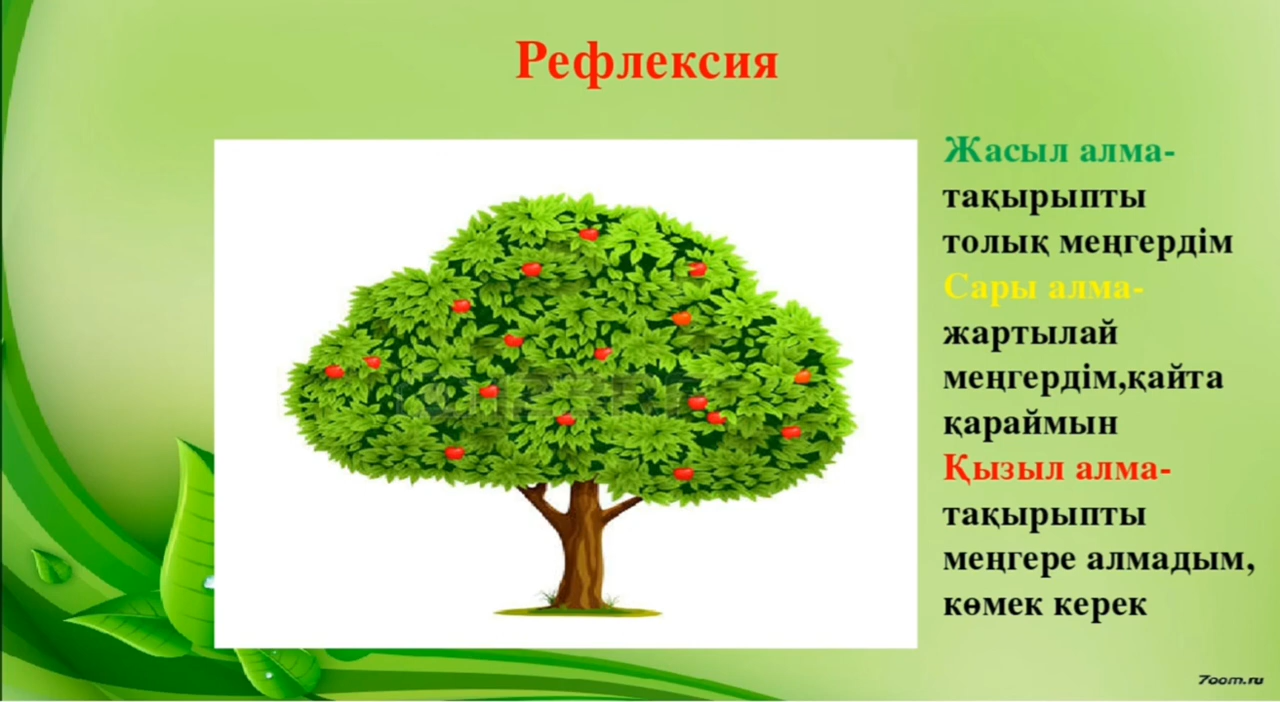 Рефлексия
Жасыл алма-
тақырыпты
толық меңгердім
Сары алма-
жартылай
меңгердім,қайта
қараймын
Қызыл алма-
тақырыпты
меңгере алмадым,
көмек керек
7oom.ru